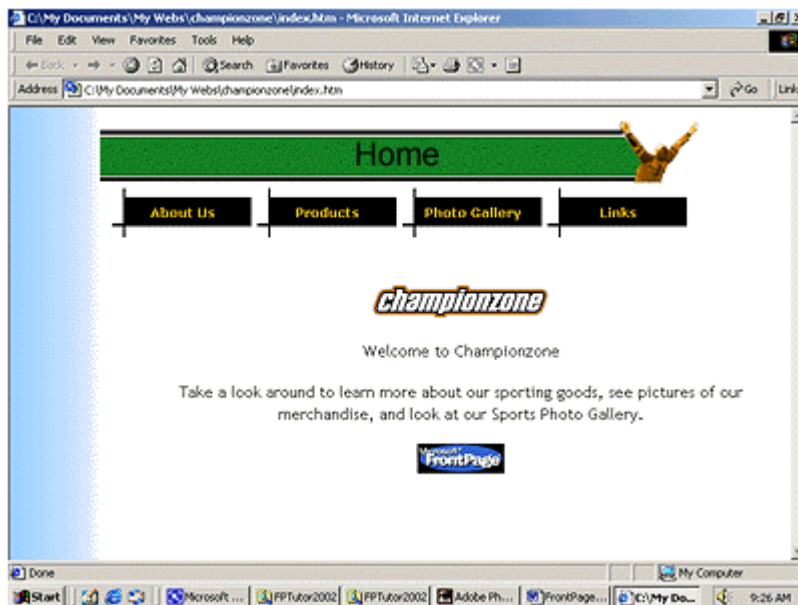 C:\My Documents\My Webs\championzone\index.htm - Microsoft Internet Explorer
File Edit View Favorites Tools Help
Back Search Favorites History
Address C:\My Documents\My Webs\championzone\index.htm Go Links
Home
About Us Products Photo Gallery Links
championzone
Welcome to Championzone
Take a look around to learn more about our sporting goods, see pictures of our
merchandise, and look at our Sports Photo Gallery.
Microsoft
FrontPage
Done My Computer
Start Microsoft ... FPTutor2002 FPTutor2002 Adobe Ph... FrontPage... C:\My Do... 9:26 AM